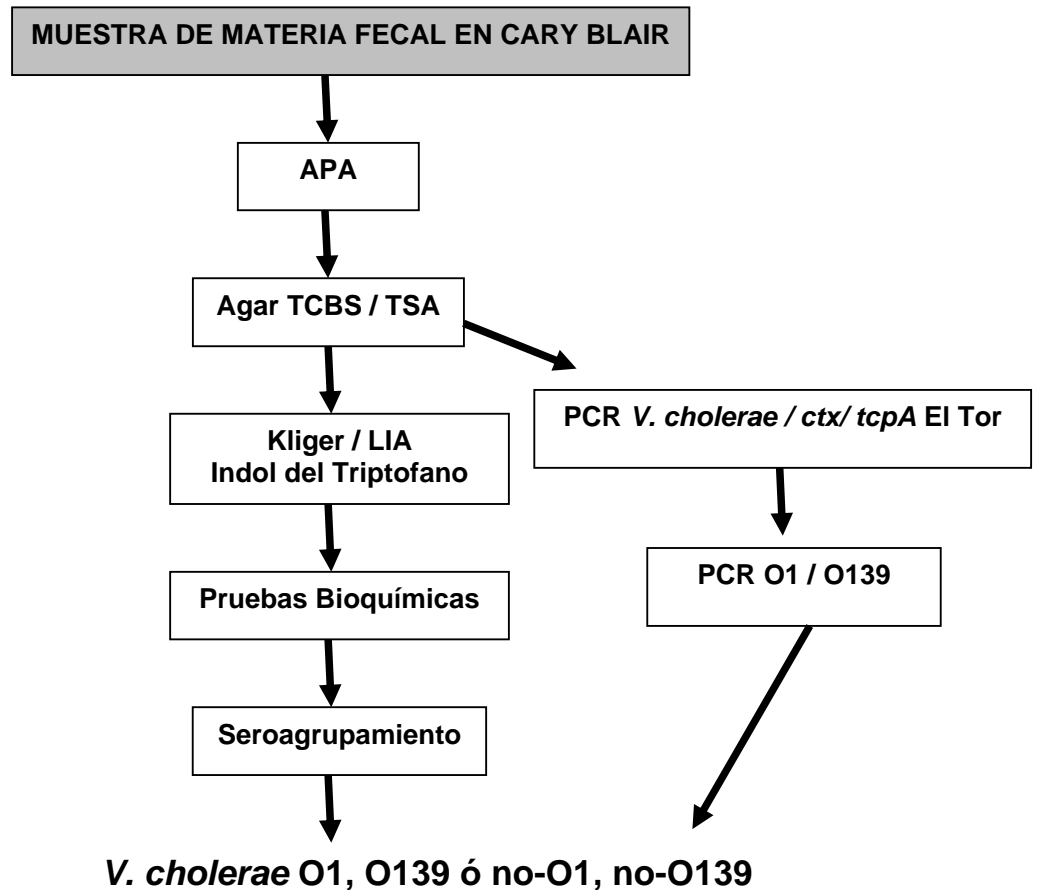 MUESTRA DE MATERIA FECAL EN CARY BLAIR
APA
Agar TCBS / TSA
Kliger / LIA
Indol del Triptofano
Pruebas Bioquímicas
Seroagrupamiento
PCR V. cholerae / ctx/ tcpA El Tor
PCR O1 / O139
V. cholerae O1, O139 ó no-O1, no-O139